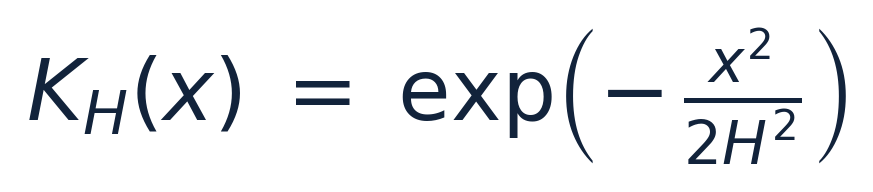 K_H(x) = exp(− x²/2H²)